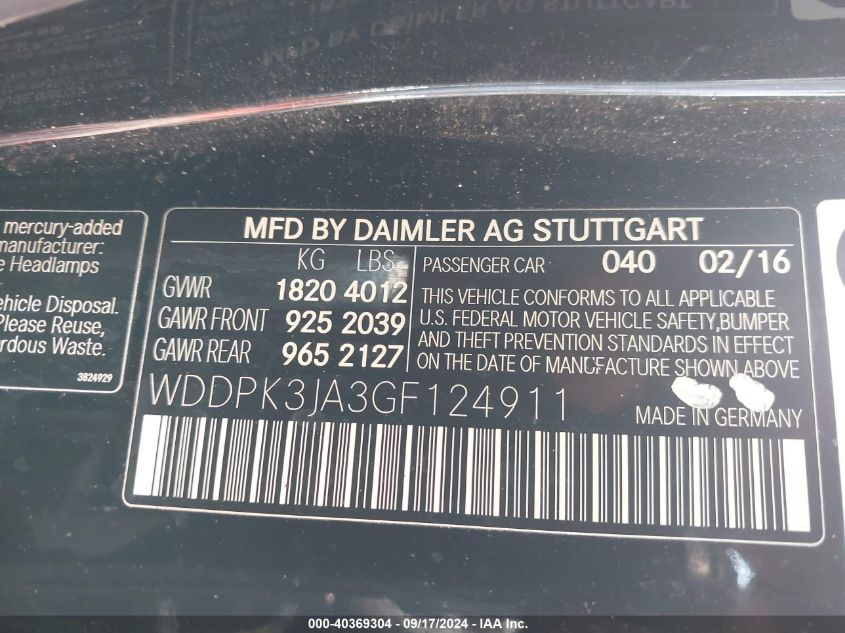 MFD BY DAIMLER AG STUTTGART
mercury-added
manufacturer:
Headlamps
Vehicle Disposal.
Please Reuse,
Waste.
3824929
KG LBS
GVWR 1820 4012
GAWR FRONT 925 2039
GAWR REAR 965 2127
PASSENGER CAR 040 02/16
THIS VEHICLE CONFORMS TO ALL APPLICABLE
U.S. FEDERAL MOTOR VEHICLE SAFETY,BUMPER
AND THEFT PREVENTION STANDARDS IN EFFECT
ON THE DATE OF MANUFACTURE SHOWN ABOVE
WDDPK3JA3GF124911
MADE IN GERMANY
000-40369304 - 09/17/2024 - IAA Inc.